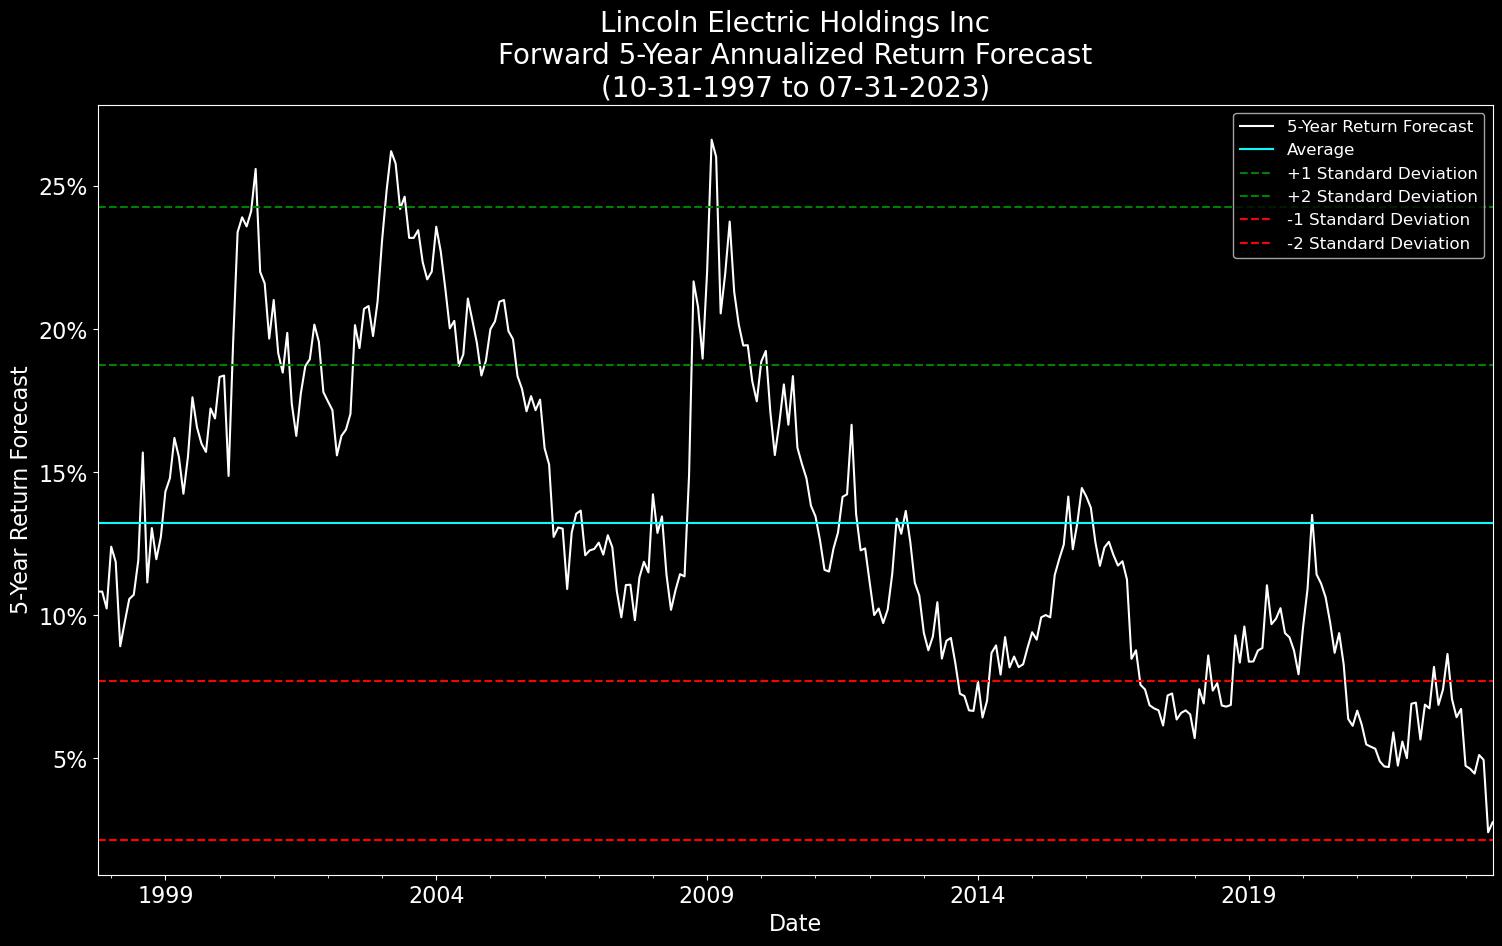 Lincoln Electric Holdings Inc
Forward 5-Year Annualized Return Forecast
(10-31-1997 to 07-31-2023)
5-Year Return Forecast
Average
+1 Standard Deviation
+2 Standard Deviation
-1 Standard Deviation
-2 Standard Deviation
5-Year Return Forecast
25%
20%
15%
10%
5%
1999
2004
2009
2014
2019
Date